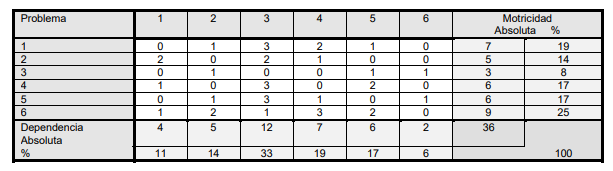 Problema 1 2 3 4 5 6 Motricidad
Absoluta %
1 0 1 3 2 1 0 7 19
2 2 0 2 1 0 0 5 14
3 0 1 0 0 1 1 3 8
4 1 0 3 0 2 0 6 17
5 0 1 3 1 0 1 6 17
6 1 2 1 3 2 0 9 25
Dependencia 4 5 12 7 6 2 36
Absoluta
% 11 14 33 19 17 6 100